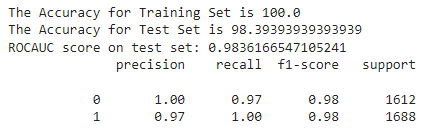 The Accuracy for Training Set is 100.0
The Accuracy for Test Set is 98.39393939393939
ROCAUC score on test set: 0.9836166547105241
precision recall f1-score support
0 1.00 0.97 0.98 1612
1 0.97 1.00 0.98 1688